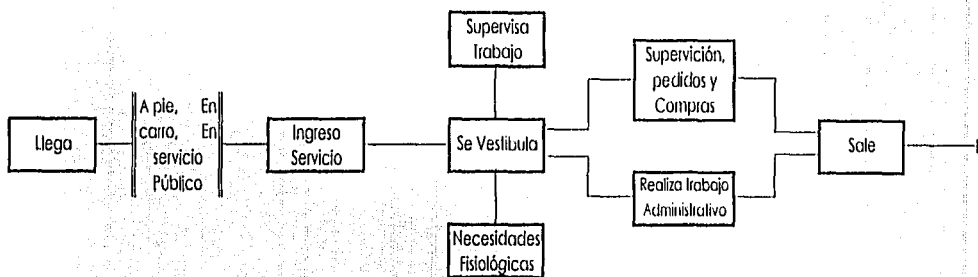 Llega
A pie, En
carro, En
servicio
Público
Ingreso
Servicio
Supervisa
Trabajo
Se Vestibula
Necesidades
Fisiológicas
Supervición,
pedidos y
Compras
Realiza trabajo
Administrativo
Sale